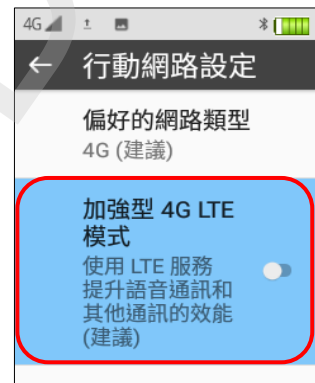 4G
行動網路設定
偏好的網路類型
4G (建議)
加強型 4G LTE
模式
使用 LTE 服務
提升語音通訊和
其他通訊的效能
(建議)